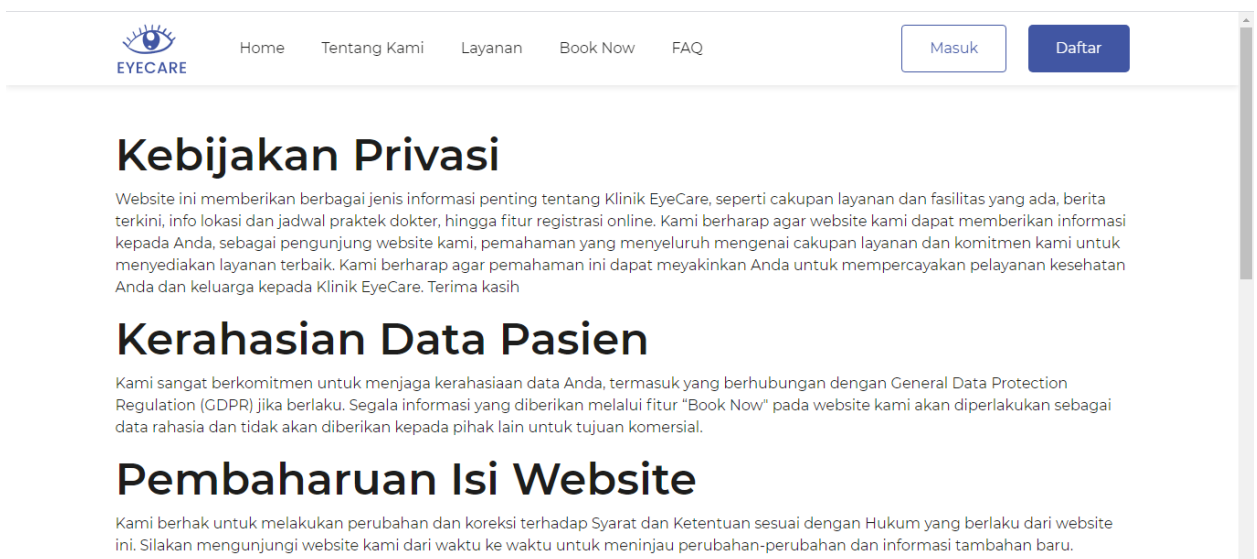 EYECARE
Home Tentang Kami Layanan Book Now FAQ Masuk Daftar
Kebijakan Privasi
Website ini memberikan berbagai jenis informasi penting tentang Klinik EyeCare, seperti cakupan layanan dan fasilitas yang ada, berita
terkini, info lokasi dan jadwal praktek dokter, hingga fitur registrasi online. Kami berharap agar website kami dapat memberikan informasi
kepada Anda, sebagai pengunjung website kami, pemahaman yang menyeluruh mengenai cakupan layanan dan komitmen kami untuk
menyediakan layanan terbaik. Kami berharap agar pemahaman ini dapat meyakinkan Anda untuk mempercayakan pelayanan kesehatan
Anda dan keluarga kepada Klinik EyeCare. Terima kasih
Kerahasian Data Pasien
Kami sangat berkomitmen untuk menjaga kerahasiaan data Anda, termasuk yang berhubungan dengan General Data Protection
Regulation (GDPR) jika berlaku. Segala informasi yang diberikan melalui fitur “Book Now" pada website kami akan diperlakukan sebagai
data rahasia dan tidak akan diberikan kepada pihak lain untuk tujuan komersial.
Pembaharuan Isi Website
Kami berhak untuk melakukan perubahan dan koreksi terhadap Syarat dan Ketentuan sesuai dengan Hukum yang berlaku dari website
ini. Silakan mengunjungi website kami dari waktu ke waktu untuk meninjau perubahan-perubahan dan informasi tambahan baru.